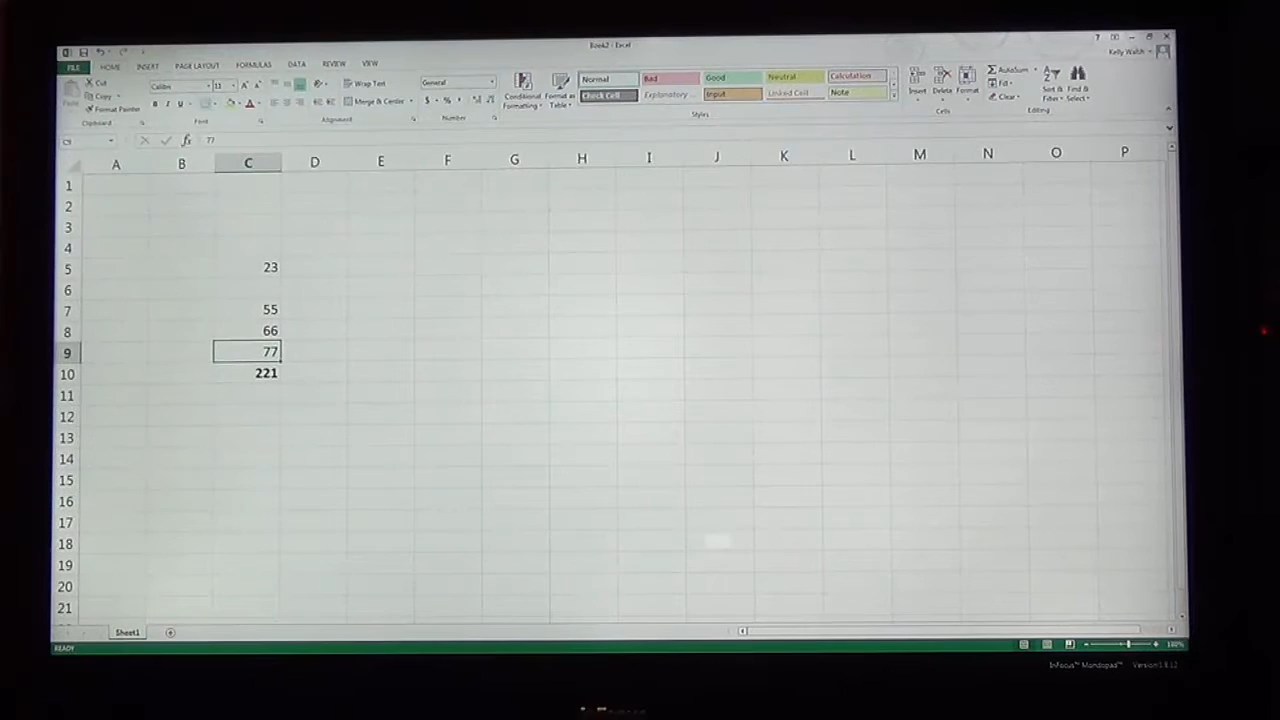 Book2 - Excel
Kelly Walsh
FILE HOME INSERT PAGE LAYOUT FORMULAS DATA REVIEW VIEW
Cut
Copy
Format Painter
Clipboard
Calibri 11
B I U
Font
Wrap Text
Merge & Center
Alignment
General
$ % ,
Number
Conditional Formatting
Format as Table
Normal Bad Good Neutral Calculation
Check Cell Explanatory ... Input Linked Cell Note
Styles
Insert Delete Format
Cells
AutoSum
Fill
Clear
Sort & Filter
Find & Select
Editing
C9 fx 77
A B C D E F G H I J K L M N O P
1
2
3
4
5 23
6
7 55
8 66
9 77
10 221
11
12
13
14
15
16
17
18
19
20
21
Sheet1
READY
InFocus™ Mondopad™ Version 1.8.12